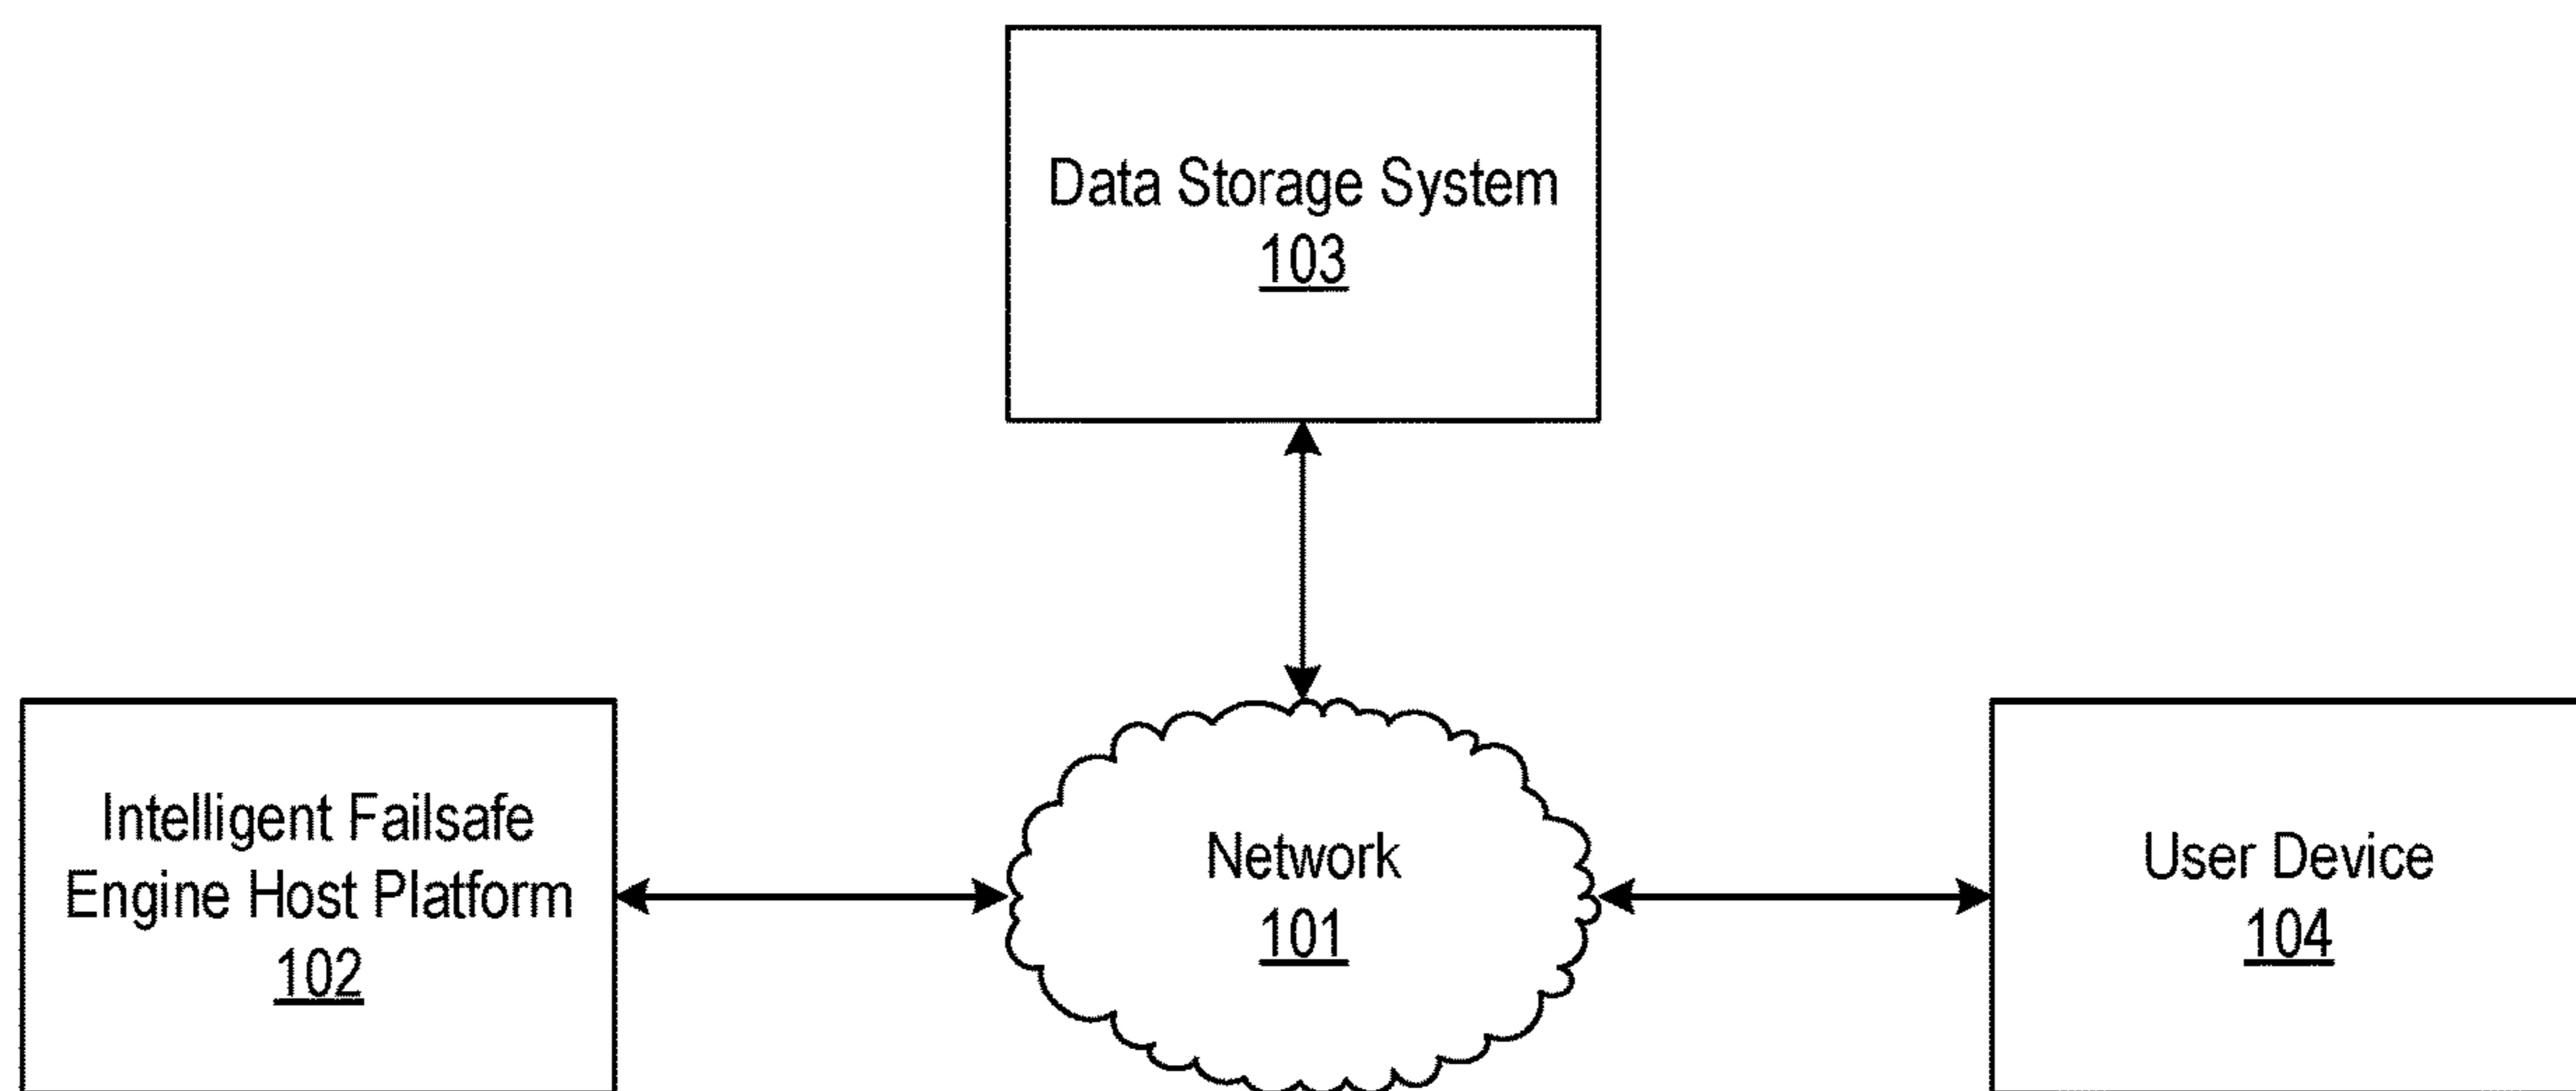 Data Storage System
103
Intelligent Failsafe
Engine Host Platform
102
Network
101
User Device
104